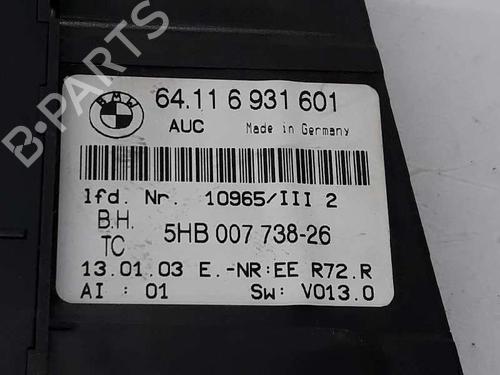 B-PARTS
BMW
64.11 6 931 601
AUC Made in Germany
lfd. Nr. 10965/III 2
B.H.
TC 5HB 007 738-26
13.01.03 E.-NR:EE R72.R
AI : 01 Sw: V013.0